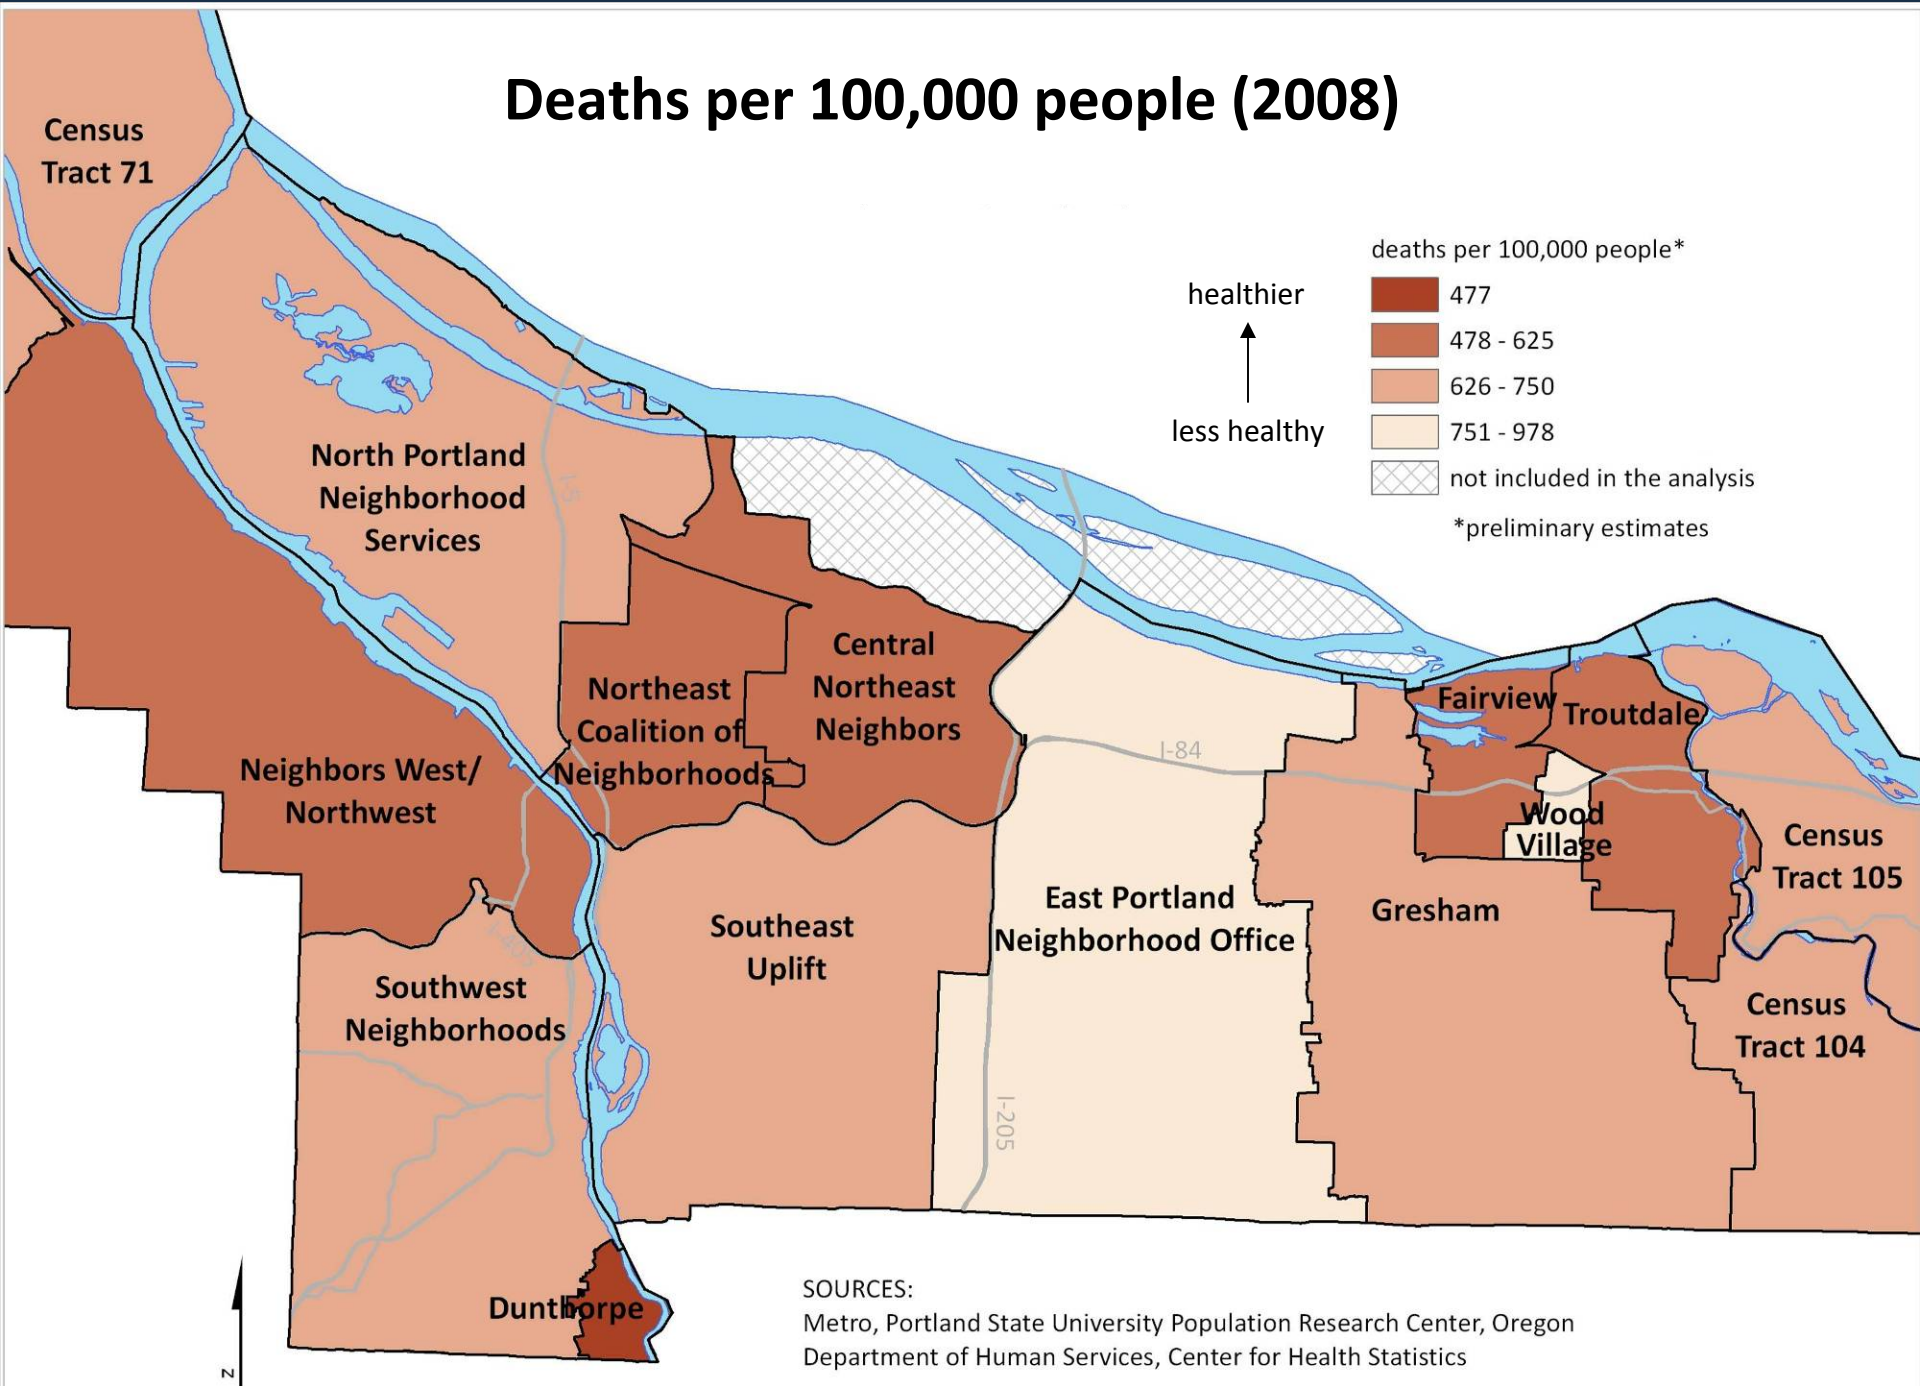 Deaths per 100,000 people (2008)
Census
Tract 71
deaths per 100,000 people*
healthier
477
478 - 625
626 - 750
less healthy
751 - 978
not included in the analysis
*preliminary estimates
North Portland
Neighborhood
Services
I-5
Central
Northeast
Neighbors
Northeast
Coalition of
Neighborhoods
Fairview
Troutdale
I-84
Neighbors West/
Northwest
Wood
Village
Census
Tract 105
East Portland
Neighborhood Office
Gresham
Southeast
Uplift
I-405
Southwest
Neighborhoods
Census
Tract 104
I-205
Dunthorpe
SOURCES:
Metro, Portland State University Population Research Center, Oregon
Department of Human Services, Center for Health Statistics
N